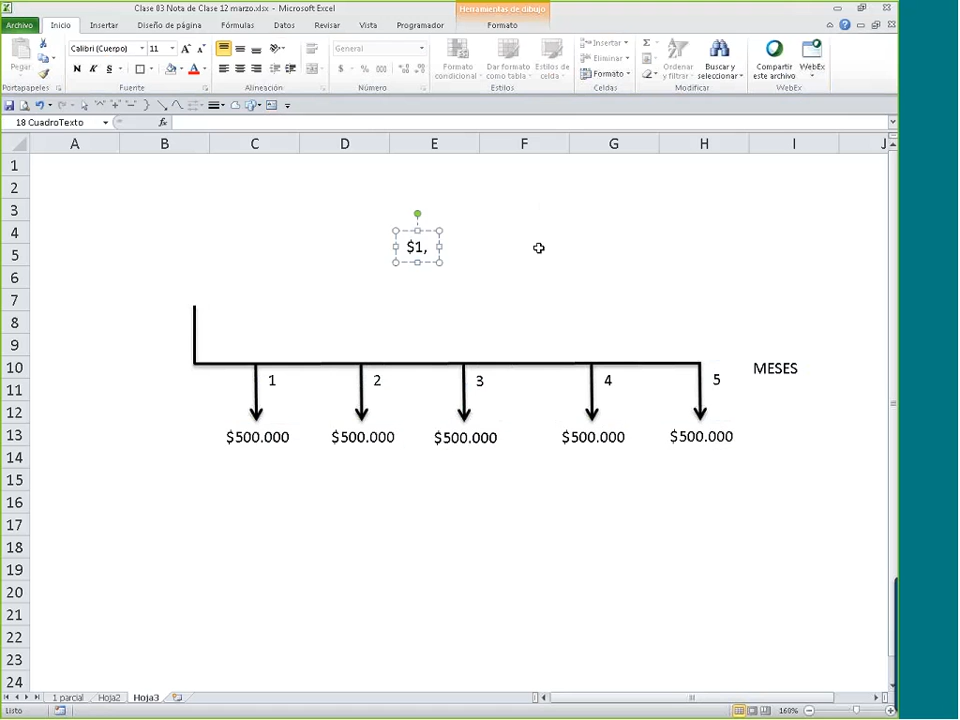 Clase 03 Nota de Clase 12 marzo.xlsx - Microsoft Excel
Herramientas de dibujo
Archivo Inicio Insertar Diseño de página Fórmulas Datos Revisar Vista Programador Formato
Pegar
Calibri (Cuerpo) 11
General
Formato condicional
Dar formato como tabla
Estilos de celda
Insertar
Eliminar
Formato
Ordenar y filtrar
Buscar y seleccionar
Compartir este archivo
WebEx
N K S
$ % 000
Portapapeles Fuente Alineación Número Estilos Celdas Modificar WebEx
18 CuadroTexto fx
A B C D E F G H I J
1
2
3
4
5
6
7
8
9
10
11
12
13
14
15
16
17
18
19
20
21
22
23
24
$1,
MESES
1 2 3 4 5
$500.000 $500.000 $500.000 $500.000 $500.000
1 parcial Hoja2 Hoja3
Listo 160%